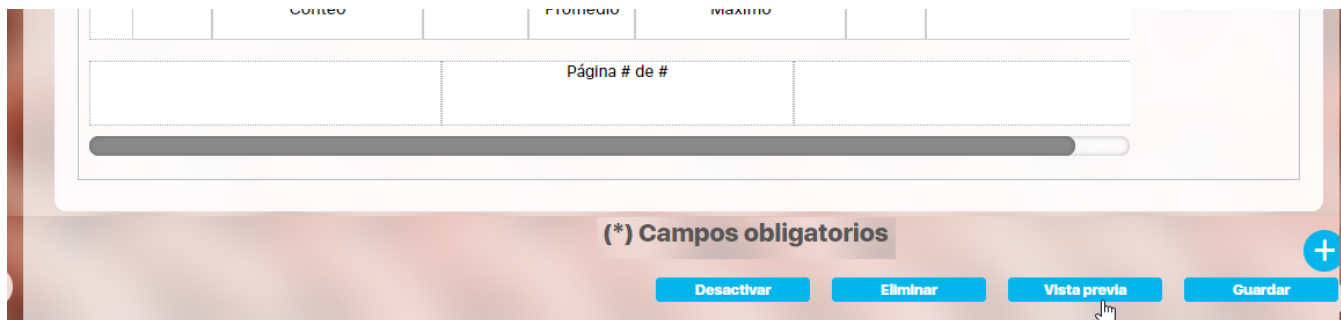 Conteo Promedio Máximo
Página # de #
(*) Campos obligatorios
Desactivar Eliminar Vista previa Guardar